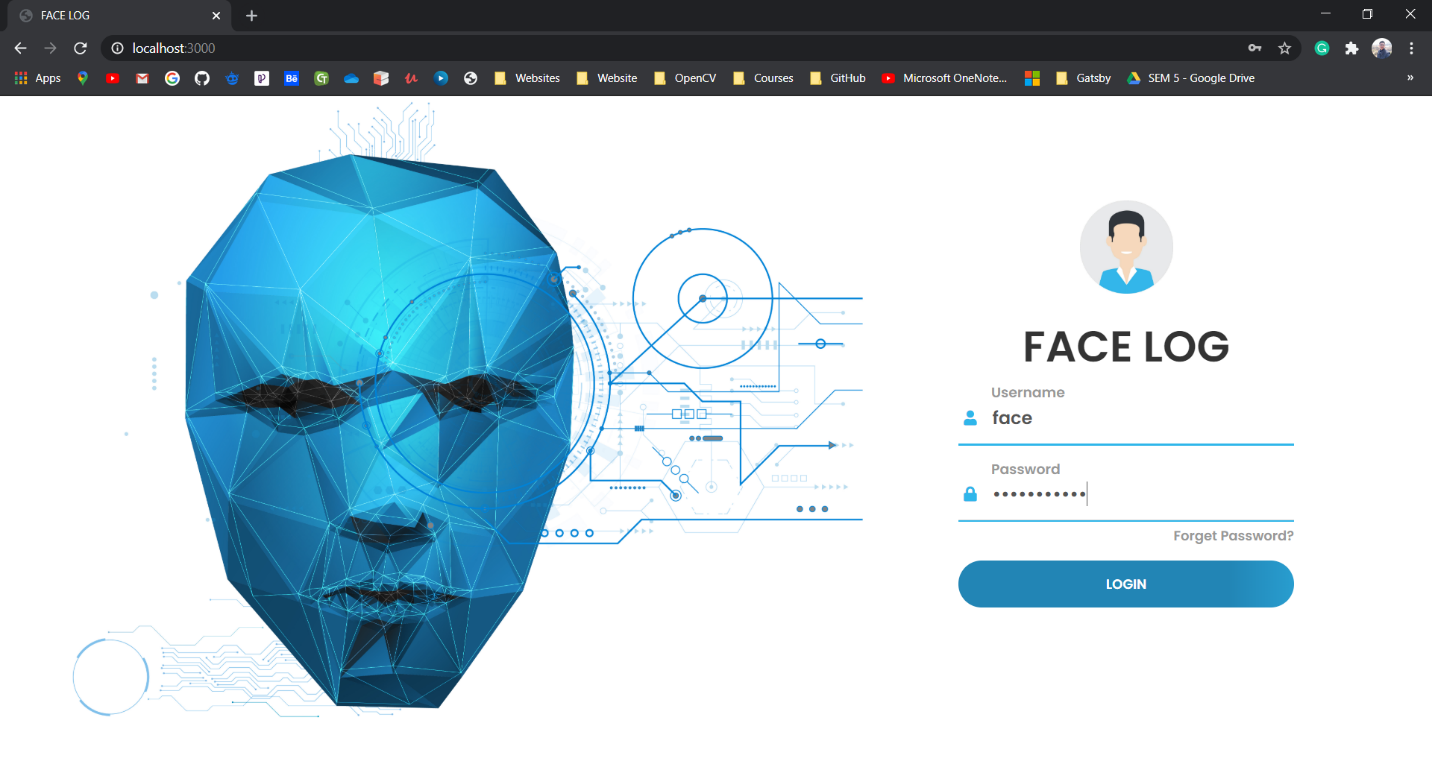 FACE LOG
localhost:3000
Apps Websites Website OpenCV Courses GitHub Microsoft OneNote... Gatsby SEM 5 - Google Drive »
FACE LOG
Username
face
Password
•••••••••••
Forget Password?
LOGIN